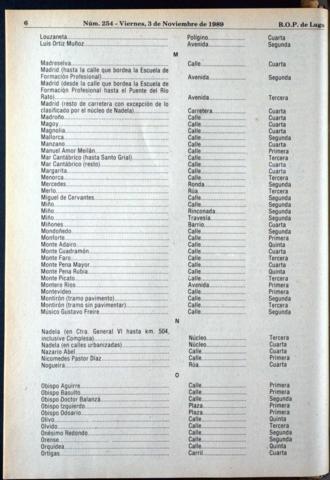 6 Núm. 254 - Viernes, 3 de Noviembre de 1989 B.O.P. de Lugo
Louzaneta Polígino Cuarta
Luis Ortiz Muñoz Avenida Segunda
M
Madreselva Calle Cuarta
Madrid (hasta la calle que bordea la Escuela de
Formación Profesional) Avenida Segunda
Madrid (desde la calle que bordea la Escuela de
Formación Profesional hasta el Puente del Río
Rato) Avenida Tercera
Madrid (resto de carretera con excepción de lo
clasificado por el núcleo de Nadela) Carretera Cuarta
Madroño Calle Cuarta
Magoy Calle Cuarta
Magnolia Calle Cuarta
Mallorca Calle Segunda
Manzano Calle Cuarta
Manuel Amor Meilán Calle Primera
Mar Cantábrico (hasta Santo Grial) Calle Tercera
Mar Cantábrico (resto) Calle Cuarta
Margarita Calle Cuarta
Menorca Calle Tercera
Mercedes Ronda Segunda
Merlo Rúa Tercera
Miguel de Cervantes Calle Segunda
Miño Calle Segunda
Miño Rinconada Segunda
Miño Travesía Segunda
Miñones Barrio Cuarta
Mondoñedo Calle Segunda
Monforte Calle Primera
Monte Adairo Calle Quinta
Monte Cuadramón Calle Cuarta
Monte Faro Calle Tercera
Monte Pena Mayor Calle Cuarta
Monte Pena Rubia Calle Quinta
Monte Picato Calle Tercera
Montero Ríos Avenida Primera
Montevideo Calle Primera
Montirón (tramo pavimento) Calle Segunda
Montirón (tramo sin pavimentar) Calle Tercera
Músico Gustavo Freire Calle Segunda
N
Nadela (en Ctra. General VI hasta km. 504,
inclusive Complesa) Núcleo Tercera
Nadela (en calles urbanizadas) Núcleo Cuarta
Nazario Abel Calle Cuarta
Nicomedes Pastor Díaz Calle Primera
Nogueira Rúa Cuarta
O
Obispo Aguirre Calle Primera
Obispo Basulto Calle Primera
Obispo Doctor Balanzá Calle Segunda
Obispo Izquierdo Plaza Primera
Obispo Odoario Plaza Primera
Olivo Calle Cuarta
Olvido Calle Tercera
Onésimo Redondo Calle Segunda
Orense Calle Segunda
Orquídea Calle Quinta
Ortigas Carril Cuarta